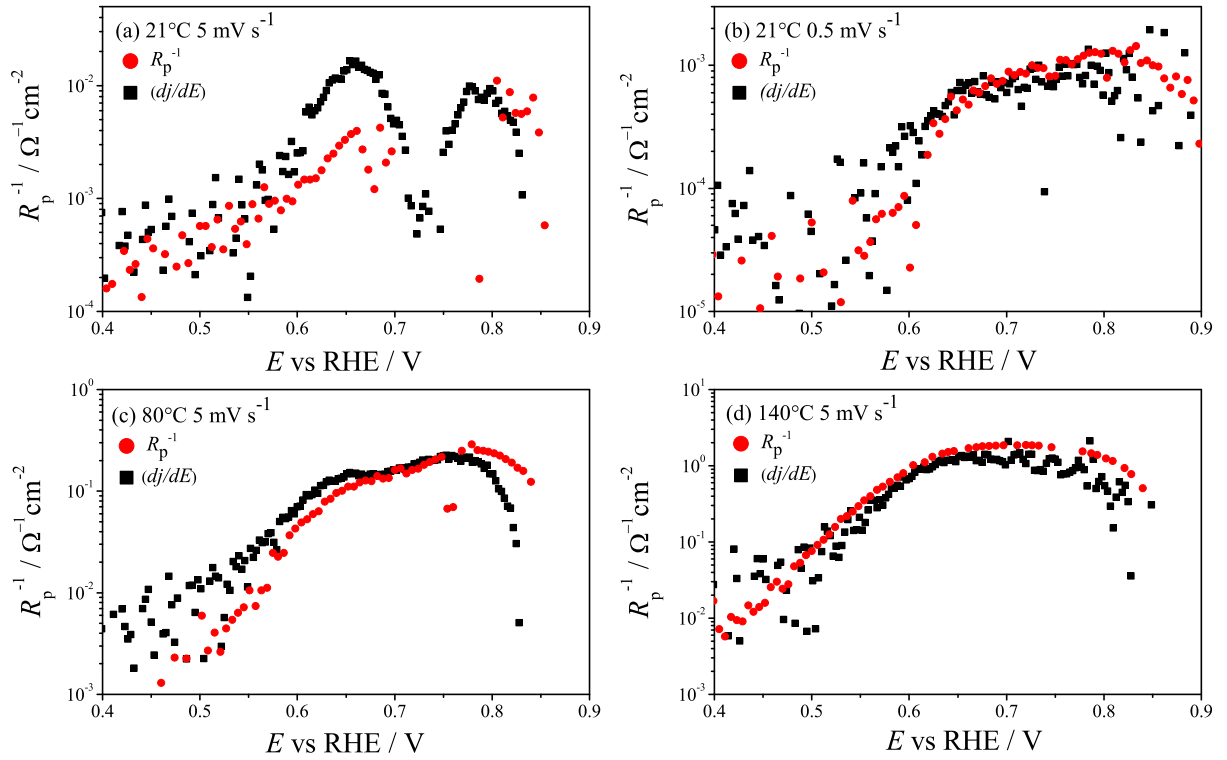 (a) 21°C 5 mV s⁻¹
Rₚ⁻¹
(dj/dE)
10⁻²
10⁻³
10⁻⁴
Rₚ⁻¹ / Ω⁻¹cm⁻²
0.4 0.5 0.6 0.7 0.8 0.9
E vs RHE / V
(b) 21°C 0.5 mV s⁻¹
Rₚ⁻¹
(dj/dE)
10⁻³
10⁻⁴
10⁻⁵
Rₚ⁻¹ / Ω⁻¹cm⁻²
0.4 0.5 0.6 0.7 0.8 0.9
E vs RHE / V
(c) 80°C 5 mV s⁻¹
Rₚ⁻¹
(dj/dE)
10⁰
10⁻¹
10⁻²
10⁻³
Rₚ⁻¹ / Ω⁻¹cm⁻²
0.4 0.5 0.6 0.7 0.8 0.9
E vs RHE / V
(d) 140°C 5 mV s⁻¹
Rₚ⁻¹
(dj/dE)
10¹
10⁰
10⁻¹
10⁻²
10⁻³
Rₚ⁻¹ / Ω⁻¹cm⁻²
0.4 0.5 0.6 0.7 0.8 0.9
E vs RHE / V